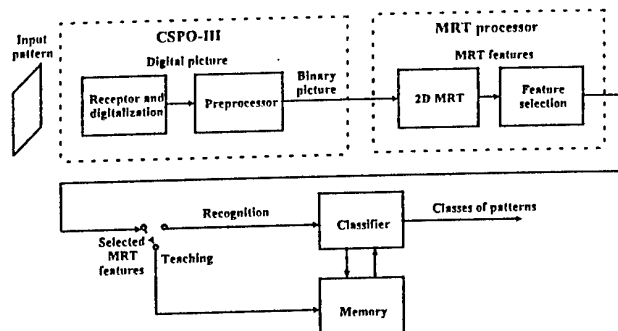 Input
pattern
CSPO-III
Digital picture
Receptor and
digitalization
Preprocessor
Binary
picture
MRT processor
MRT features
2D MRT
Feature
selection
Selected
MRT
features
Recognition
Teaching
Classifier
Classes of patterns
Memory